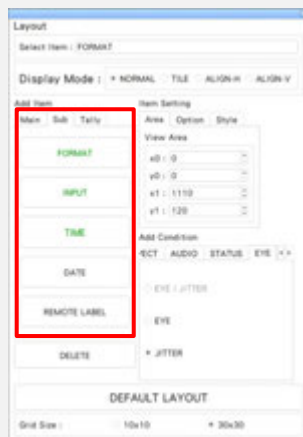 Layout
Select Item : FORMAT
Display Mode : NORMAL TILE ALIGN-H ALIGN-V
Add Item
Main Sub Tally
FORMAT
INPUT
TIME
DATE
REMOTE LABEL
DELETE
Item Setting
Area Option Style
View Area
x0 : 0
y0 : 0
x1 : 1110
y1 : 120
Add Condition
ECT AUDIO STATUS EYE
EYE / JITTER
EYE
JITTER
DEFAULT LAYOUT
Grid Size : 10x10 30x30